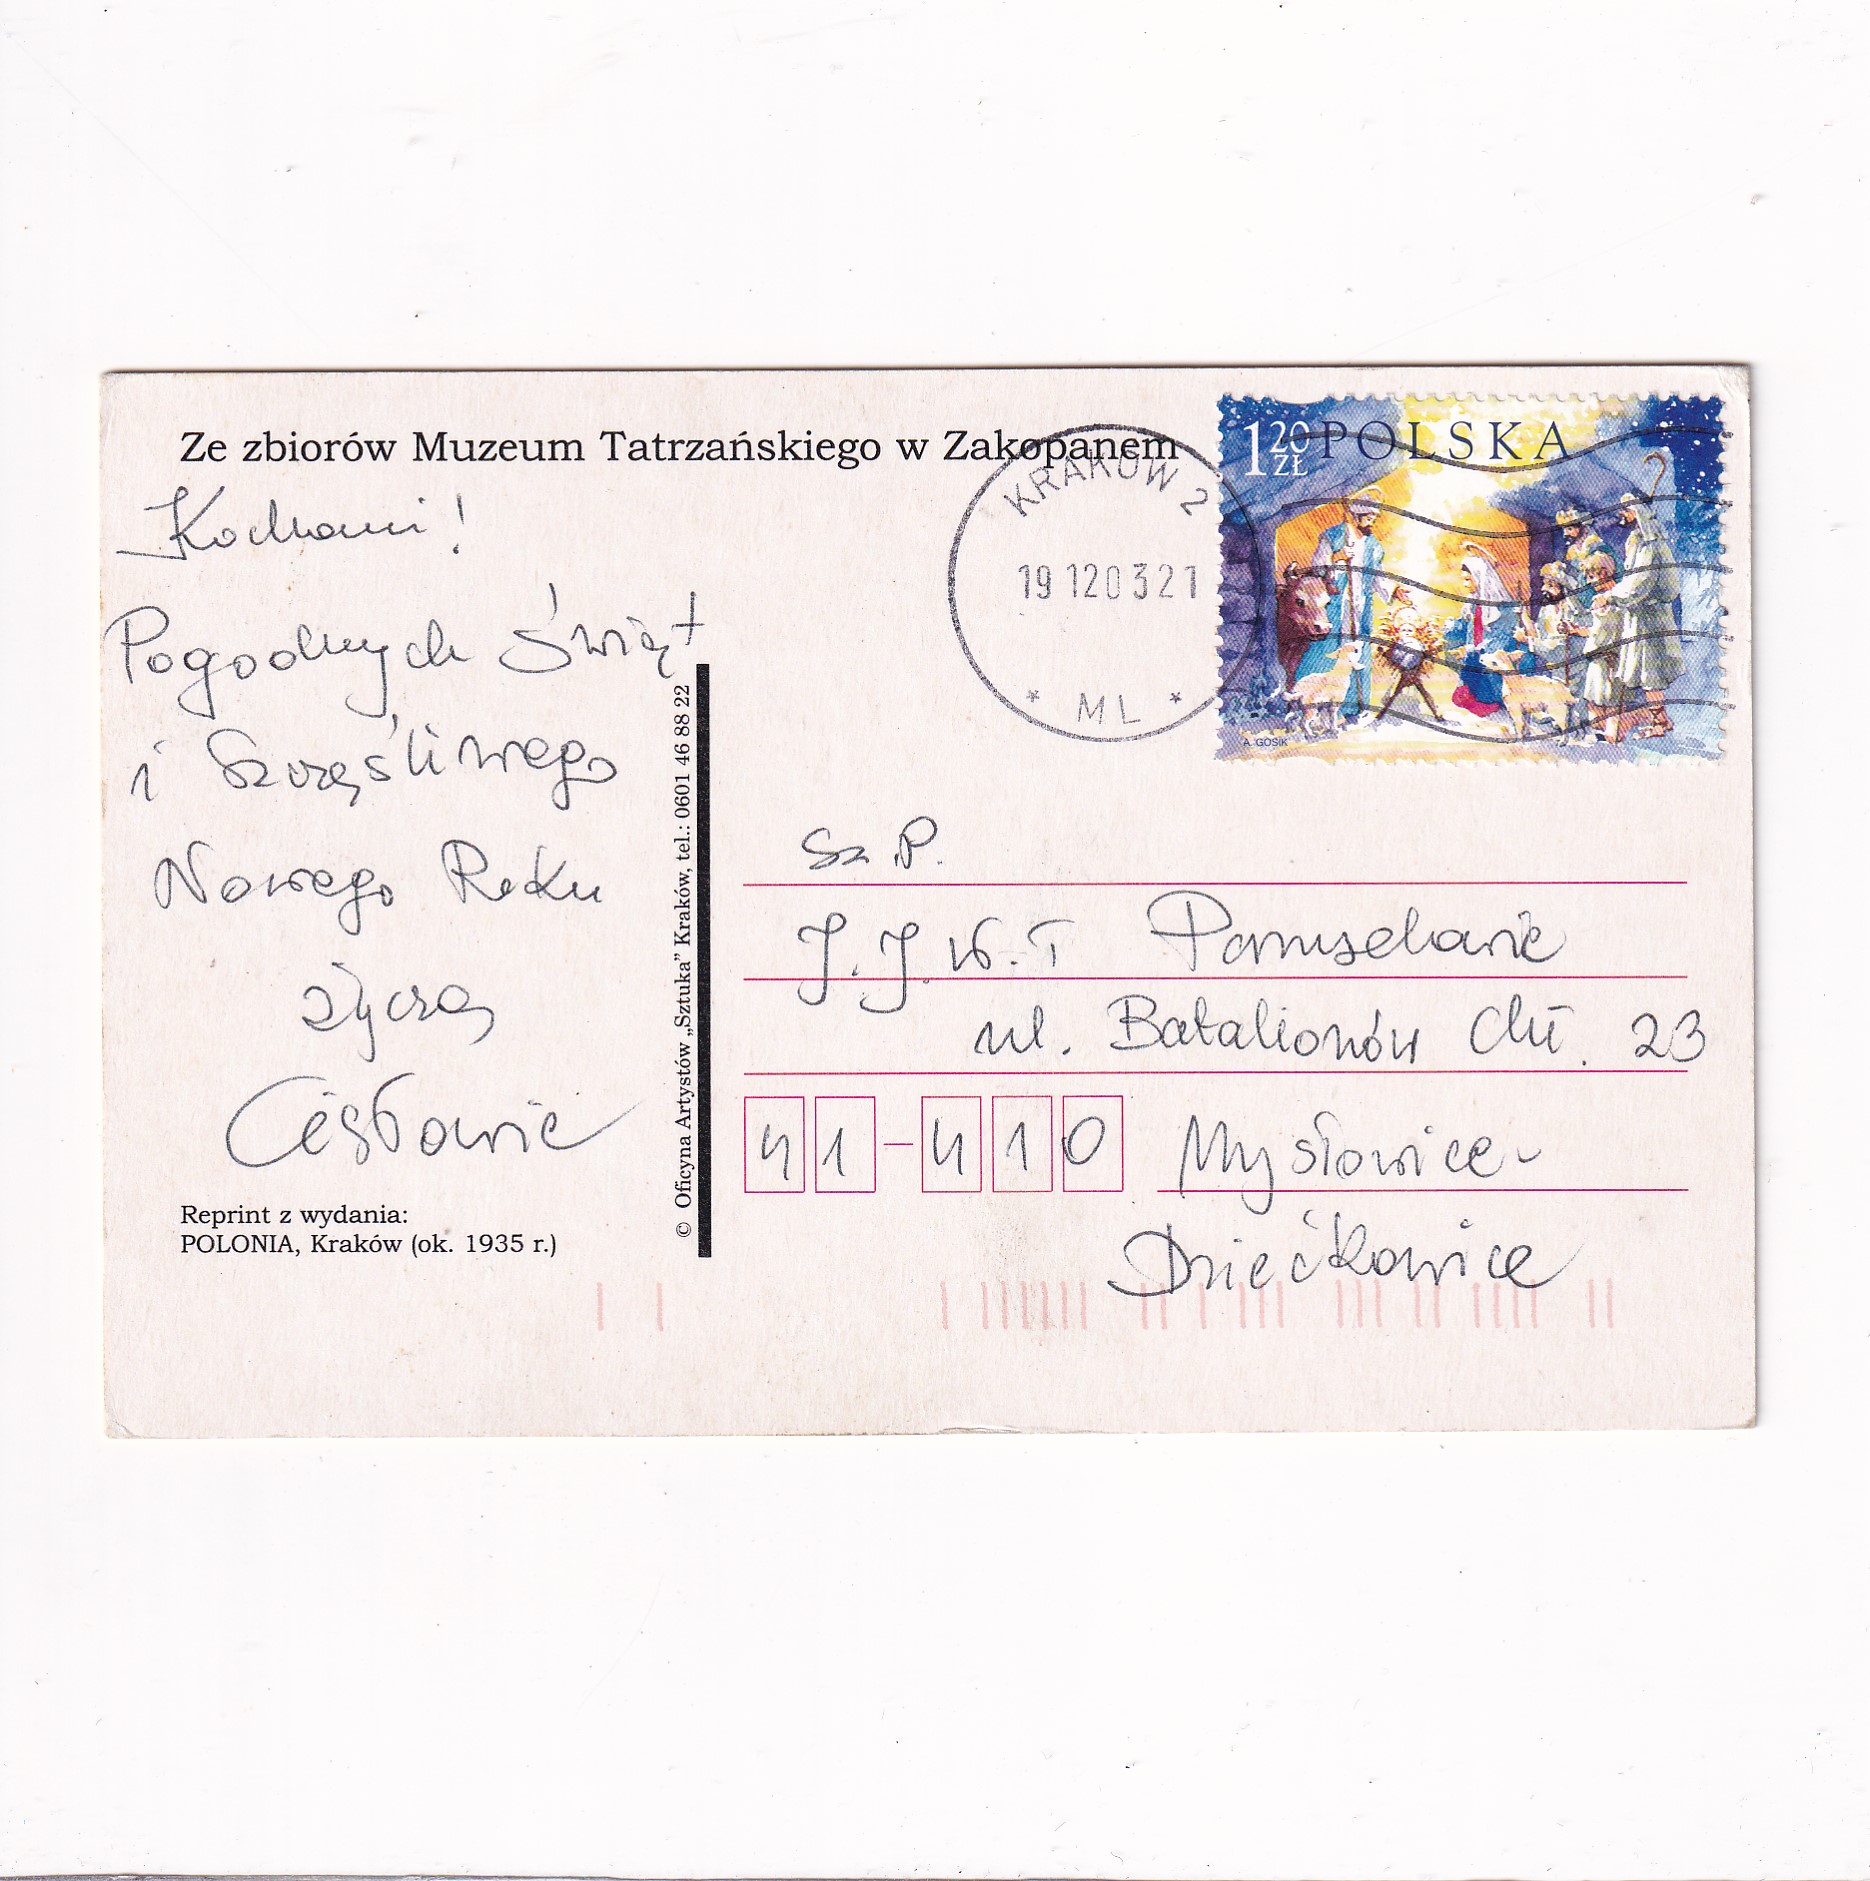 Ze zbiorów Muzeum Tatrzańskiego w Zakopanem
Kochani!
Pogodnych Świąt
i Szczęśliwego
Nowego Roku
życzą
Reprint z wydania:
POLONIA, Kraków (ok. 1935 r.)
© Oficyna Artystów „Sztuka” Kraków, tel.: 0601 46 88 22
KRAKÓW 2
19 12 03 21
* ML *
1 20 ZŁ POLSKA
A. GOSIK
Sz. P.
J. J. W. T
ul. Batalionów Chł. 23
41-410 Mysłowice-
Dziećkowice